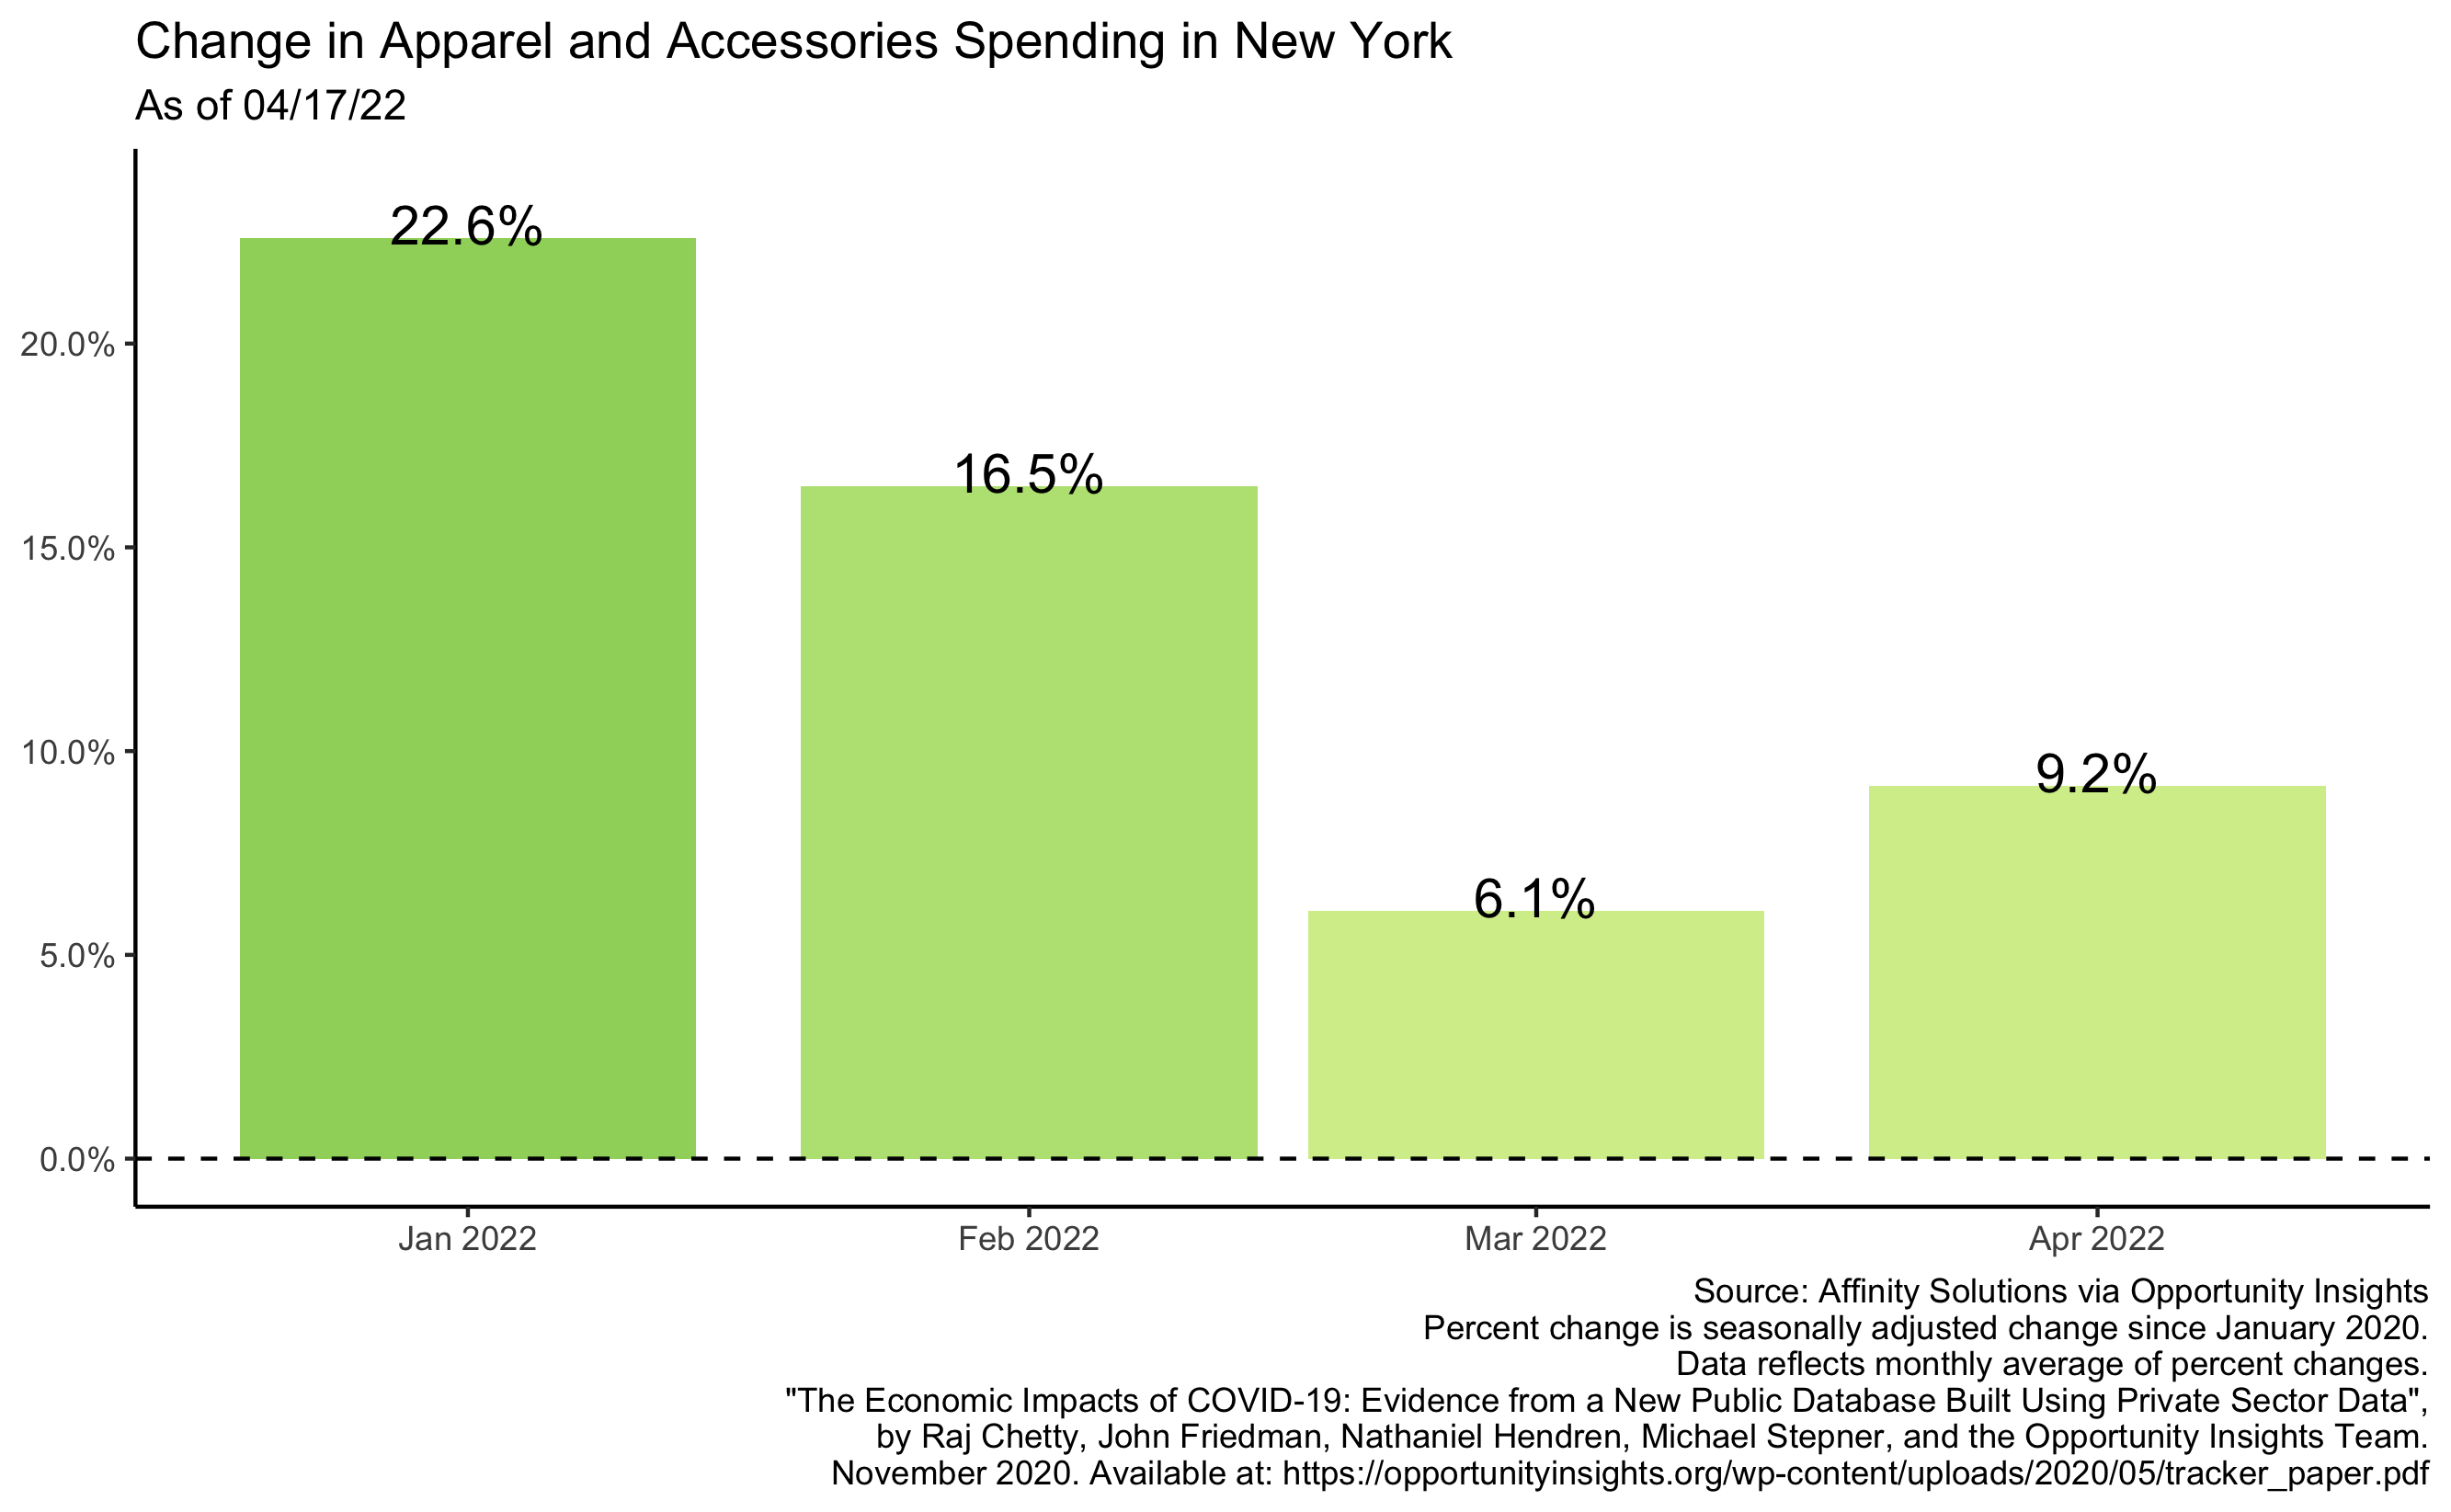 Change in Apparel and Accessories Spending in New York
As of 04/17/22
22.6%
16.5%
6.1%
9.2%
20.0%
15.0%
10.0%
5.0%
0.0%
Jan 2022
Feb 2022
Mar 2022
Apr 2022
Source: Affinity Solutions via Opportunity Insights
Percent change is seasonally adjusted change since January 2020.
Data reflects monthly average of percent changes.
"The Economic Impacts of COVID-19: Evidence from a New Public Database Built Using Private Sector Data",
by Raj Chetty, John Friedman, Nathaniel Hendren, Michael Stepner, and the Opportunity Insights Team.
November 2020. Available at: https://opportunityinsights.org/wp-content/uploads/2020/05/tracker_paper.pdf